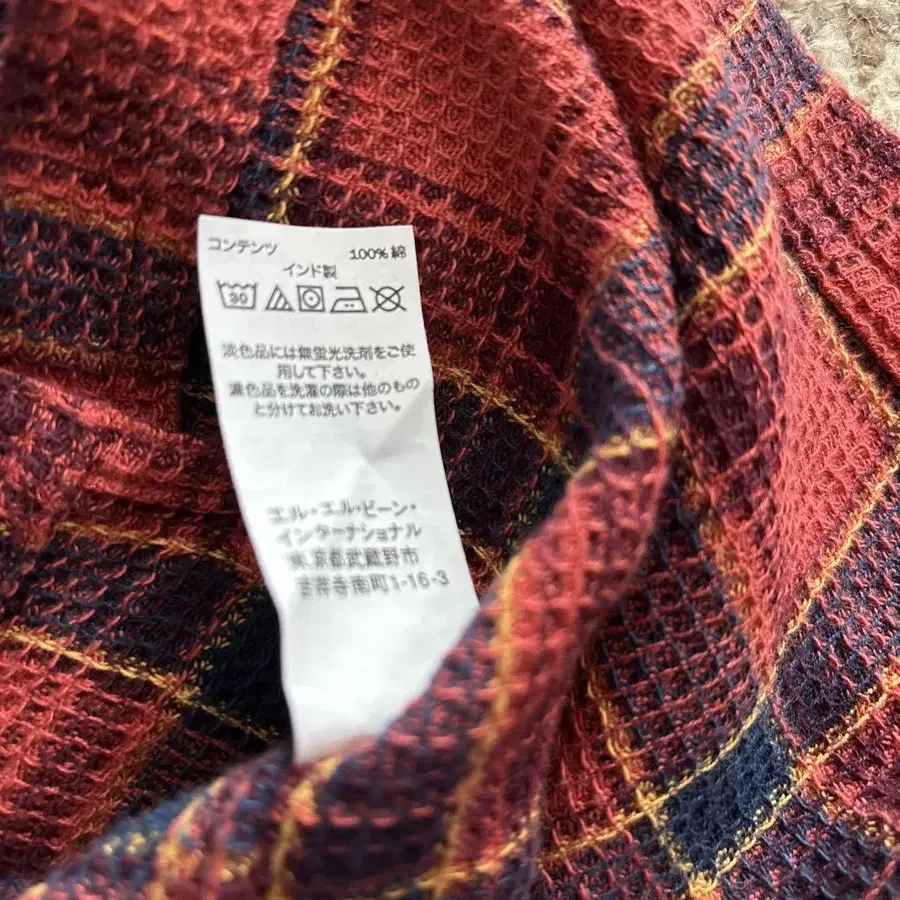 コンテンツ 100% 綿
インド製
30
淡色品には無蛍光洗剤をご使
用して下さい。
濃色品を洗濯の際は他のもの
と分けてお洗い下さい。
エル・エル・ビーン・
インターナショナル
東京都武蔵野市
吉祥寺南町1-16-3